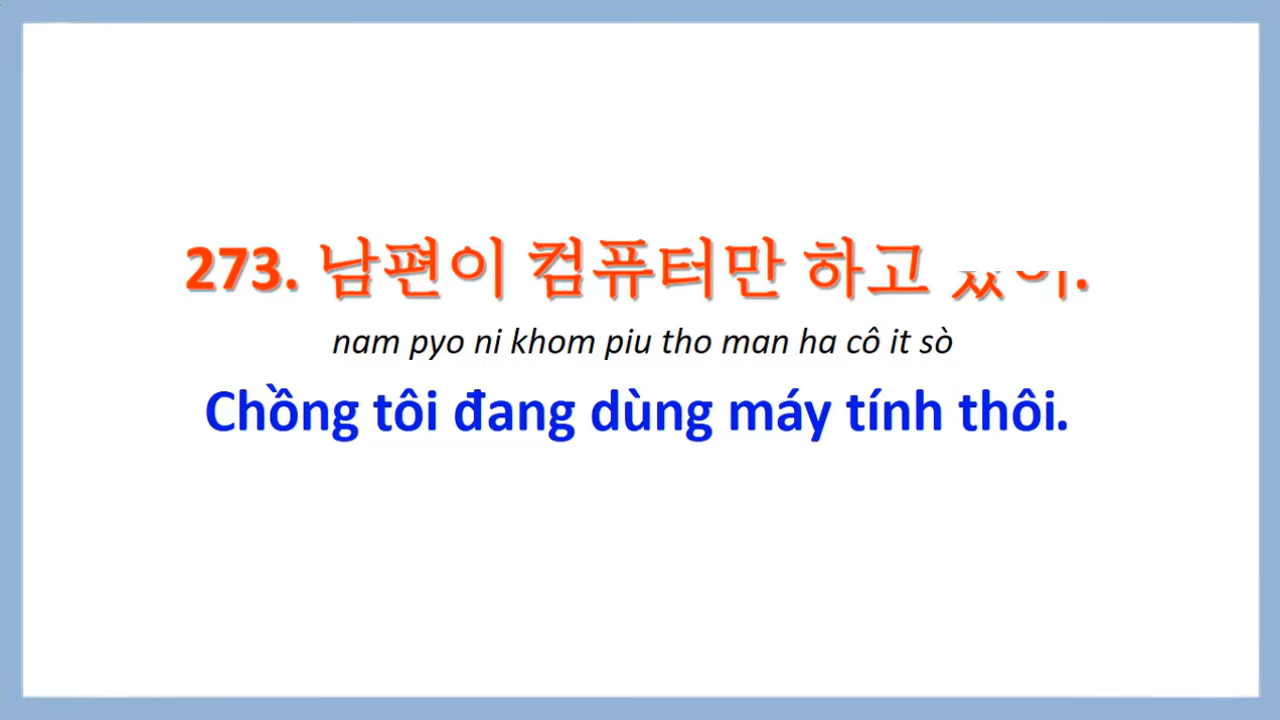 273. 남편이 컴퓨터만 하고 .
nam pyo ni khom piu tho man ha cô it sò
Chồng tôi đang dùng máy tính thôi.